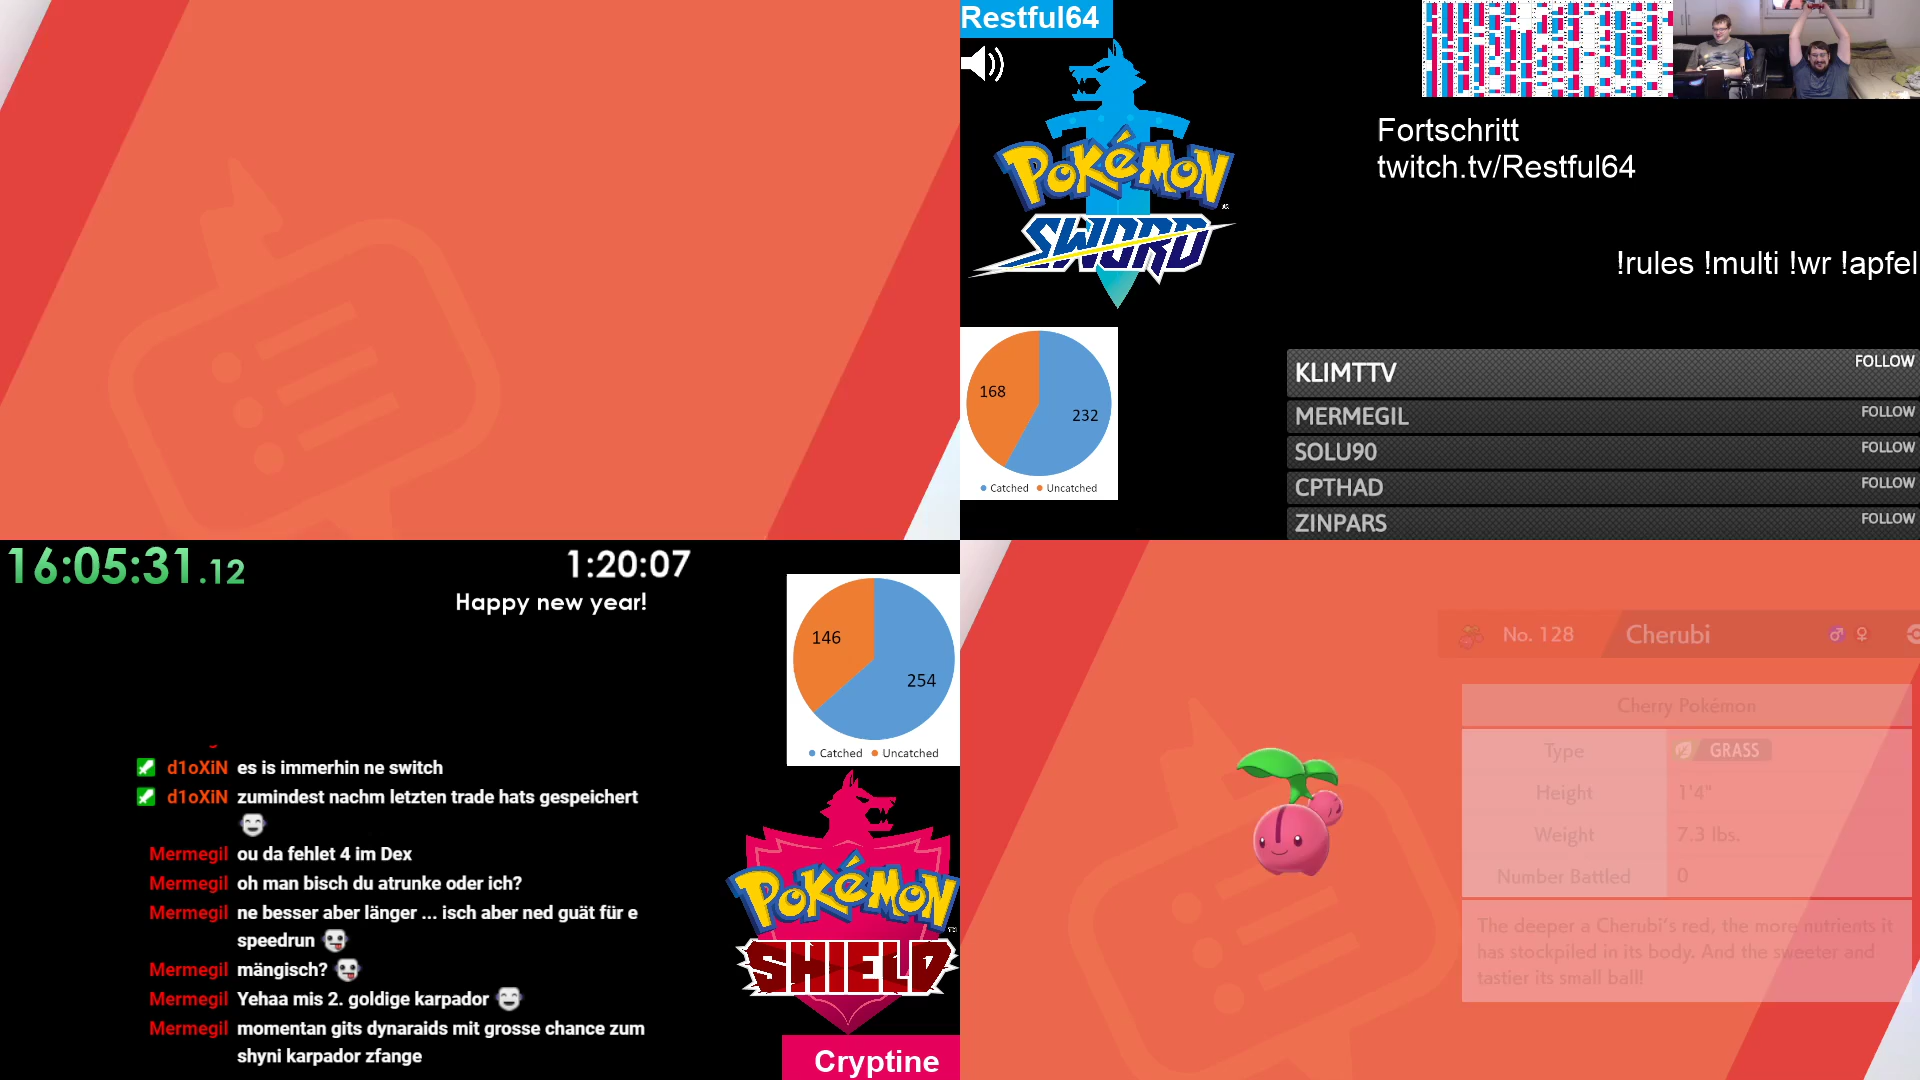 Restful64
POKéMON
SWORD
Fortschritt
twitch.tv/Restful64
!rules !multi !wr !apfel
168
232
Catched Uncatched
KLIMTTV FOLLOW
MERMEGIL FOLLOW
SOLU90 FOLLOW
CPTHAD FOLLOW
ZINPARS FOLLOW
16:05:31.12
1:20:07
Happy new year!
146
254
Catched Uncatched
d1oXiN es is immerhin ne switch
d1oXiN zumindest nachm letzten trade hats gespeichert
Mermegil ou da fehlet 4 im Dex
Mermegil oh man bisch du atrunke oder ich?
Mermegil ne besser aber länger ... isch aber ned guät für e
speedrun
Mermegil mängisch?
Mermegil Yehaa mis 2. goldige karpador
Mermegil momentan gits dynaraids mit grosse chance zum
shyni karpador zfange
POKéMON
SHIELD
Cryptine
No. 128 Cherubi ♂ ♀
Cherry Pokémon
Type GRASS
Height 1'4"
Weight 7.3 lbs.
Number Battled 0
The deeper a Cherubi's red, the more nutrients it
has stockpiled in its body. And the sweeter and
tastier its small ball!